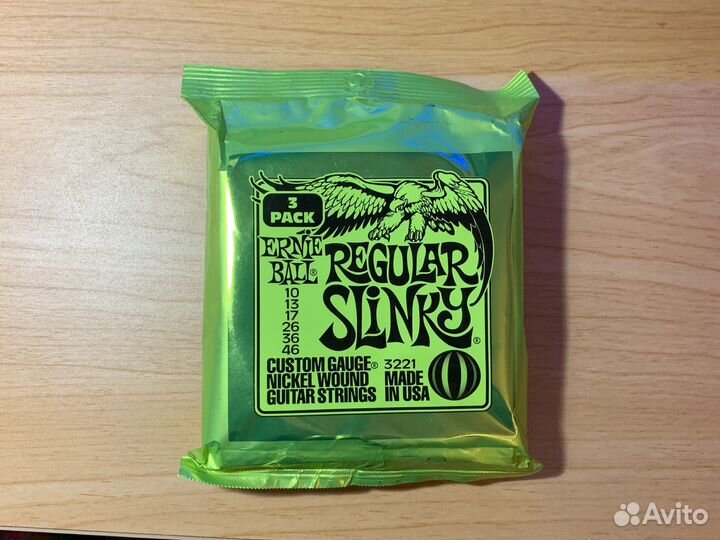 3
PACK
ERNIE
BALL®
REGULAR
SLINKY®
10
13
17
26
36
46
CUSTOM GAUGE® 3221
NICKEL WOUND MADE
GUITAR STRINGS IN USA
Avito